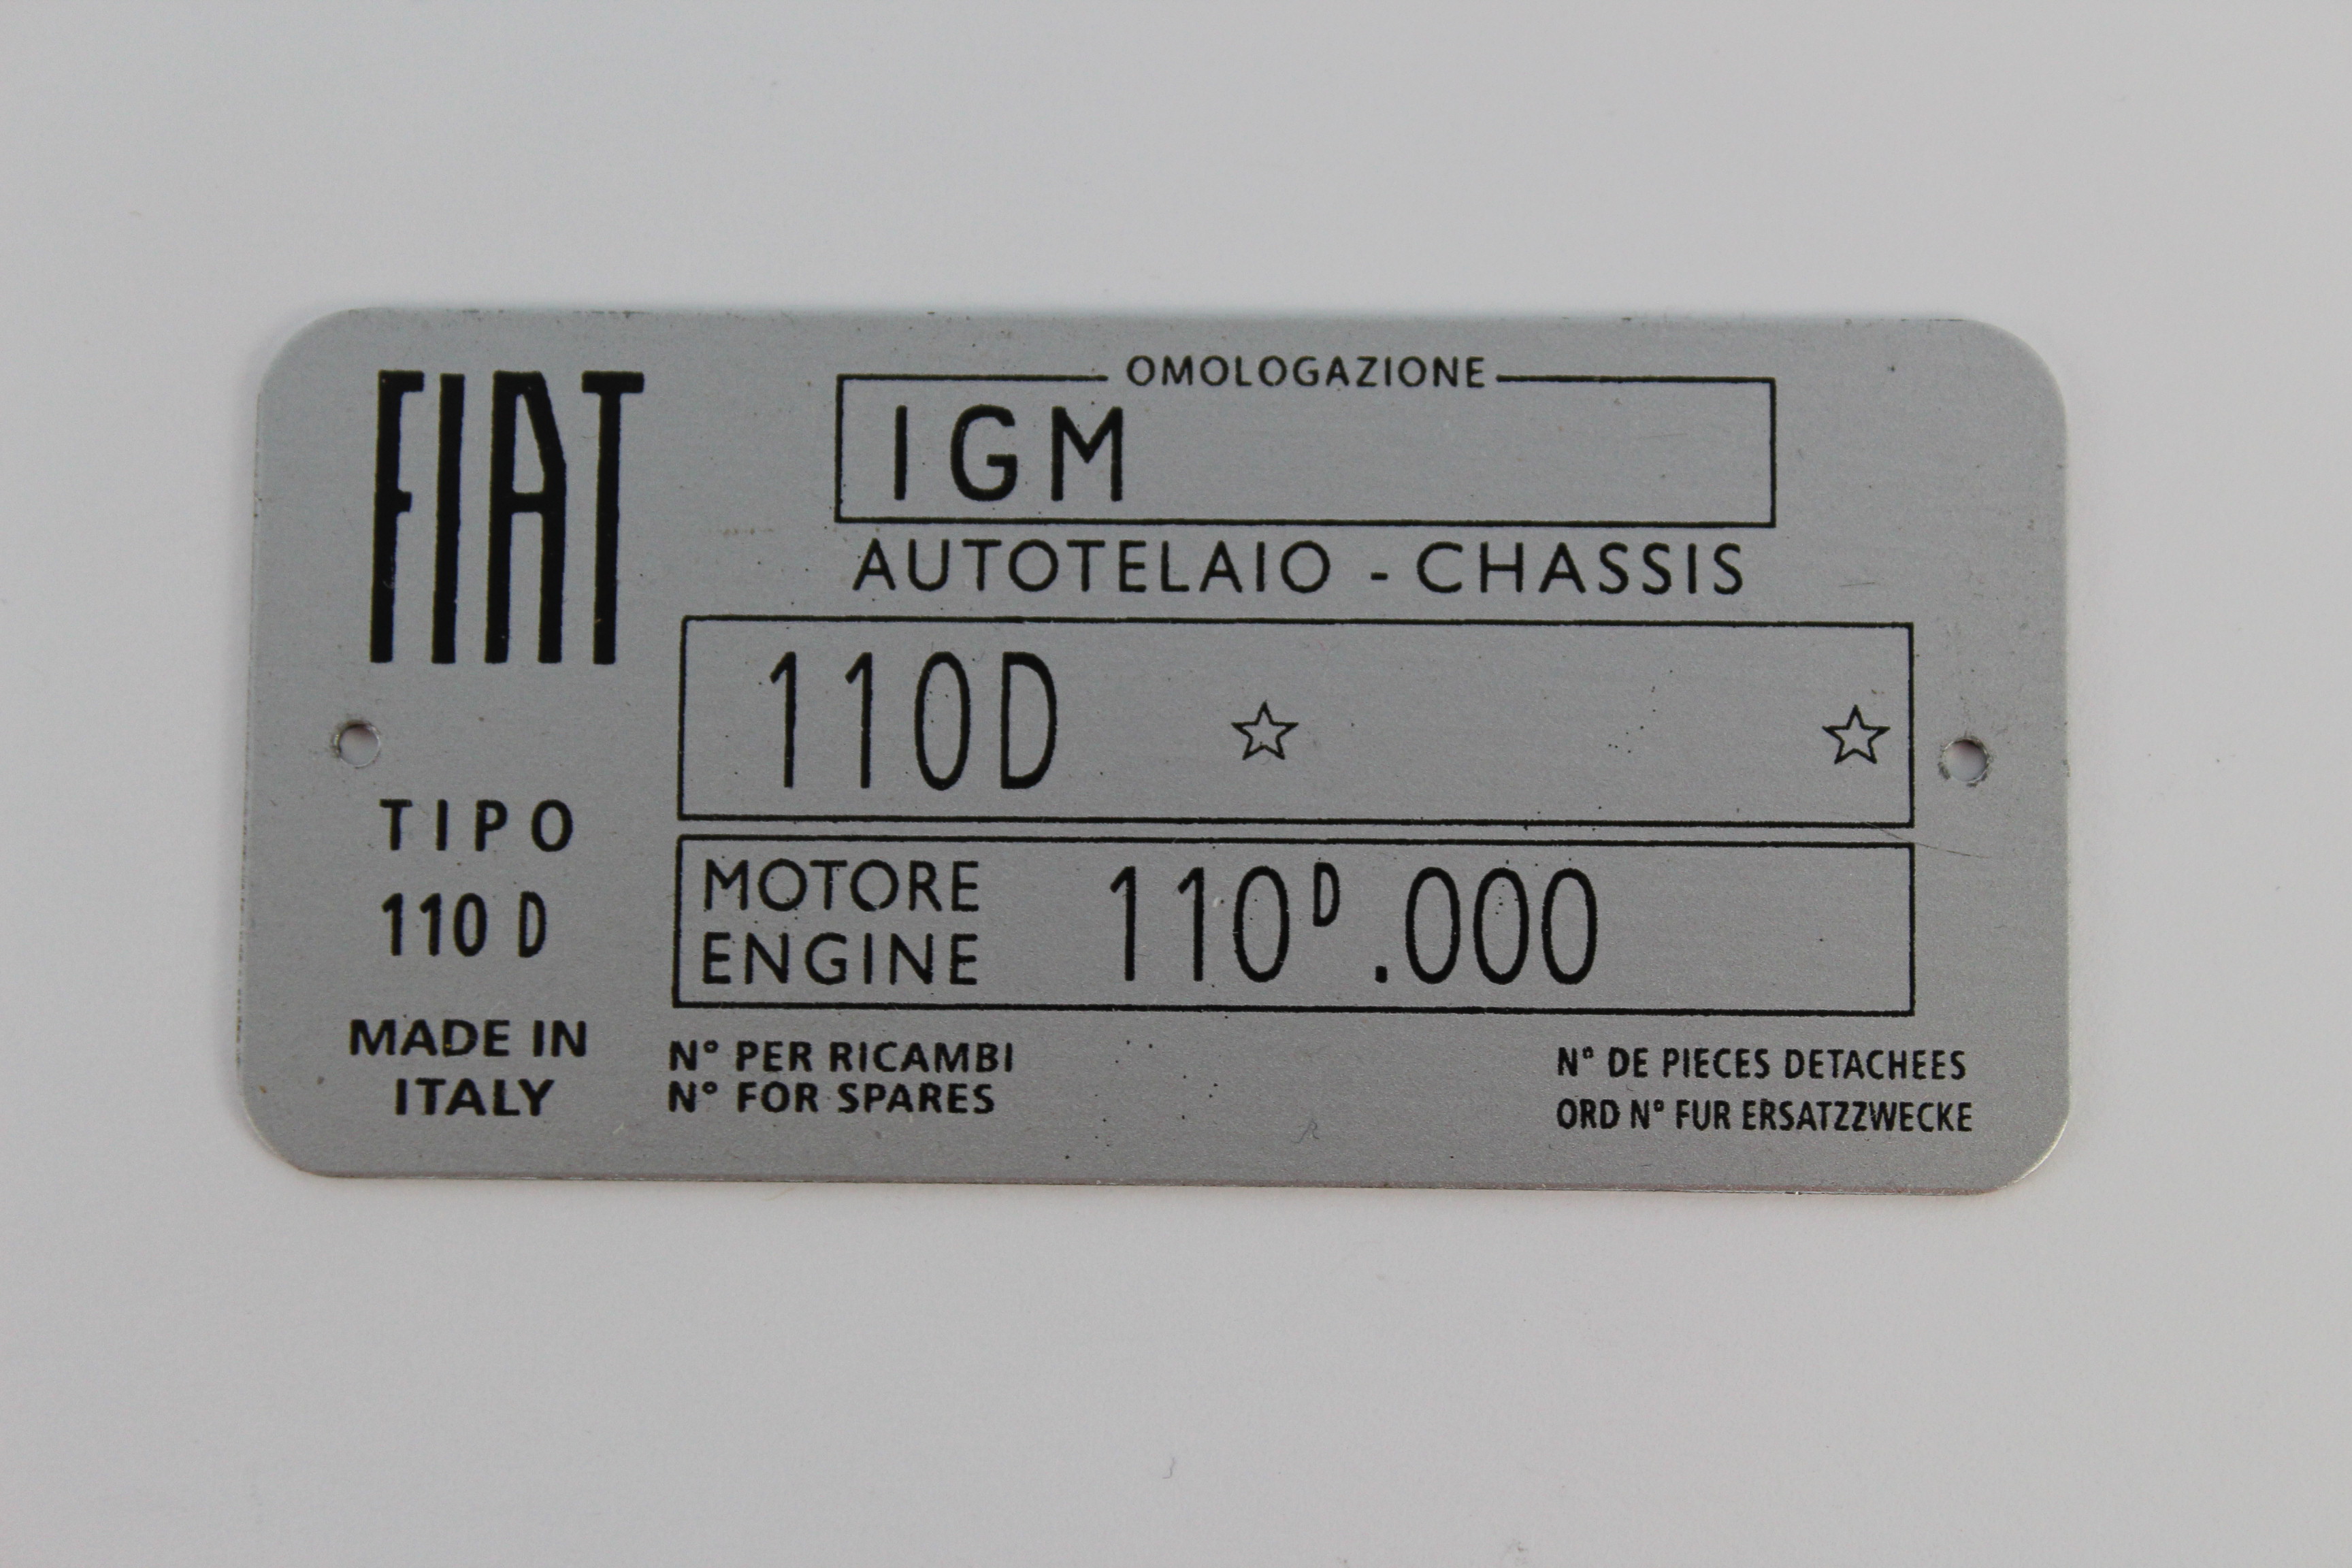 FIAT
OMOLOGAZIONE
IGM
AUTOTELAIO - CHASSIS
110D ☆ ☆
TIPO
110 D
MOTORE
ENGINE
110ᴰ .000
MADE IN
ITALY
N° PER RICAMBI
N° FOR SPARES
N° DE PIECES DETACHEES
ORD N° FUR ERSATZZWECKE